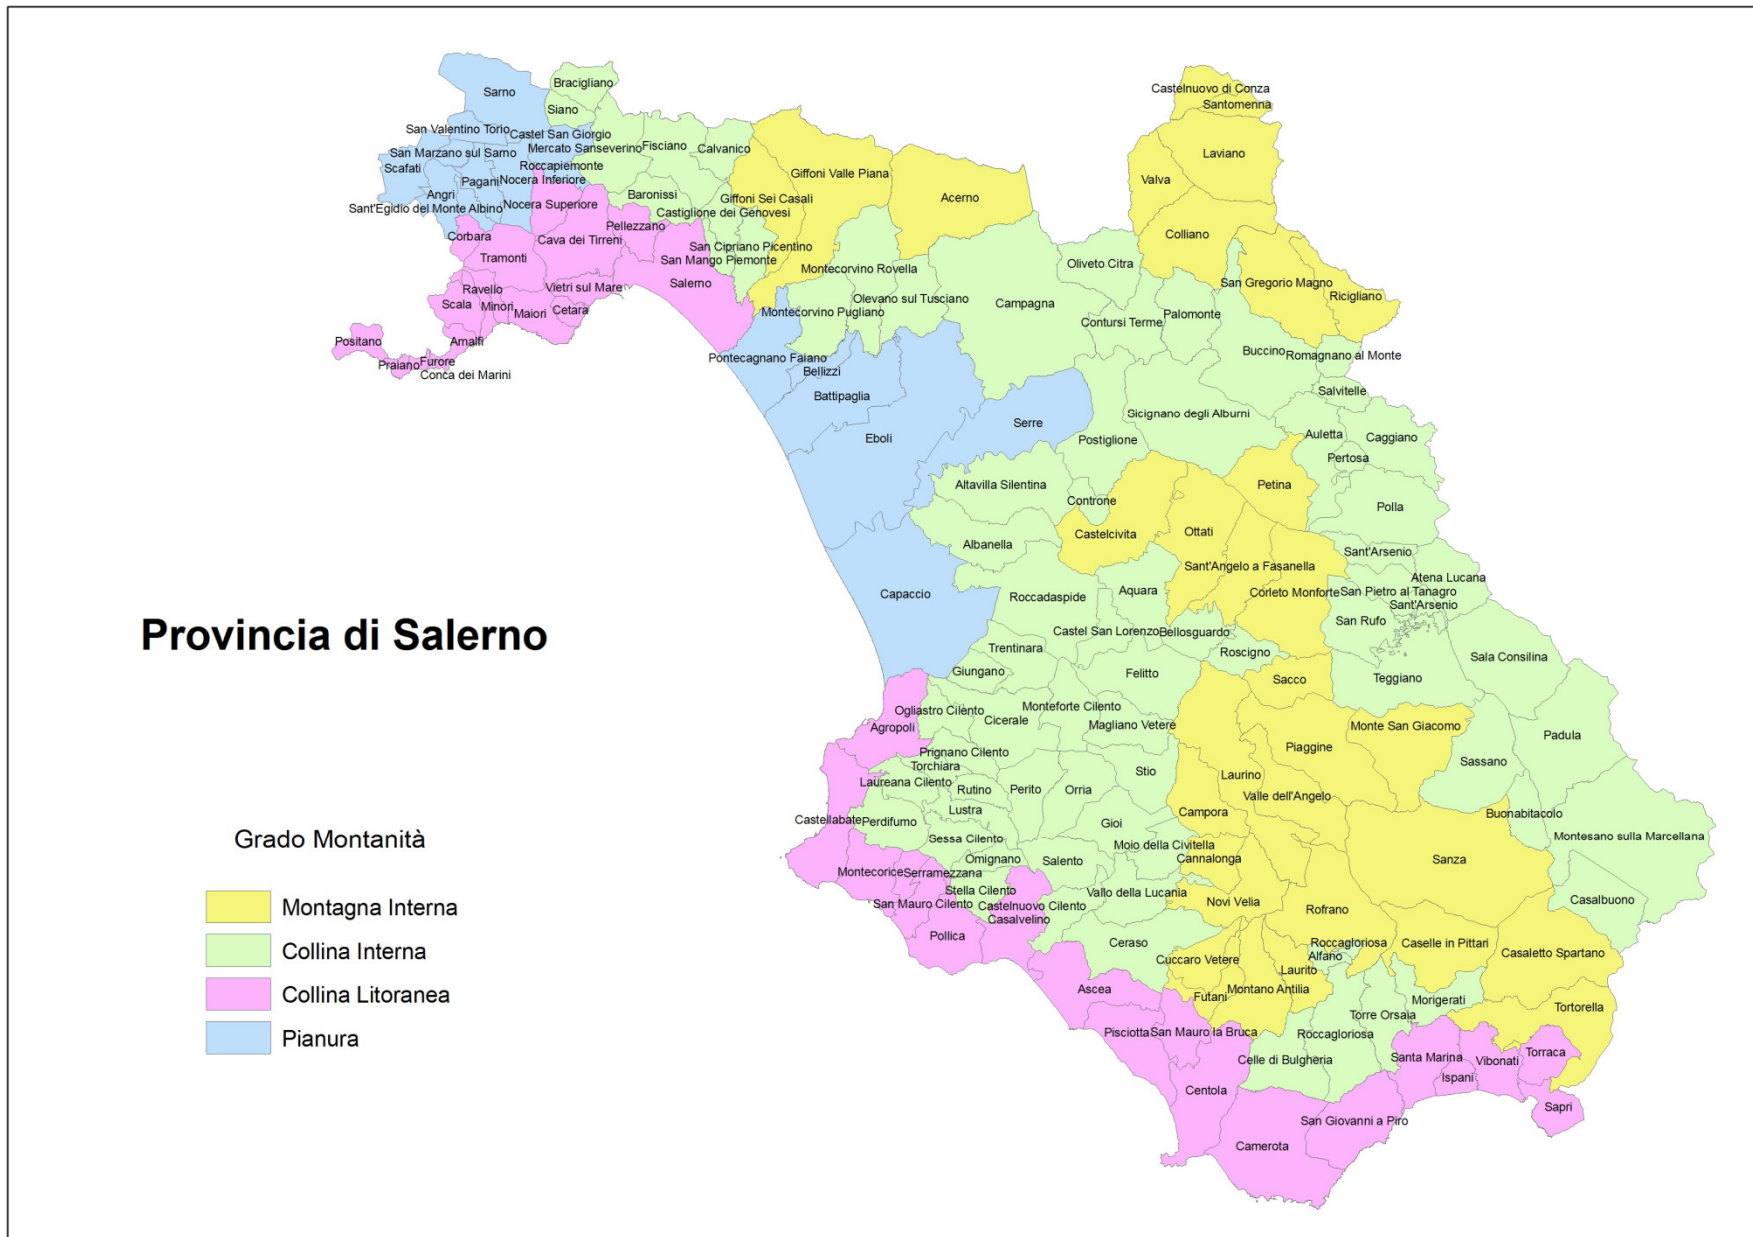 Castelnuovo di Conza
Santomenna
Bracigliano
Sarno
Siano
San Valentino Torio
Castel San Giorgio
Mercato Sanseverino
Fisciano
Calvanico
Laviano
San Marzano sul Sarno
Scafati
Roccapiemonte
Pagani
Nocera Inferiore
Giffoni Valle Piana
Valva
Angri
Baronissi
Giffoni Sei Casali
Acerno
Sant'Egidio del Monte Albino
Nocera Superiore
Castiglione dei Genovesi
Pellezzano
Corbara
Cava dei Tirreni
Colliano
San Cipriano Picentino
Tramonti
San Mango Piemonte
Montecorvino Rovella
Oliveto Citra
Salerno
Ravello
Vietri sul Mare
San Gregorio Magno
Ricigliano
Scala
Minori
Maiori
Cetara
Olevano sul Tusciano
Campagna
Montecorvino Pugliano
Palomonte
Contursi Terme
Positano
Amalfi
Praiano
Furore
Conca dei Marini
Pontecagnano Faiano
Bellizzi
Buccino
Romagnano al Monte
Battipaglia
Salvitelle
Sicignano degli Alburni
Serre
Eboli
Postiglione
Auletta
Caggiano
Pertosa
Altavilla Silentina
Controne
Petina
Polla
Castelcivita
Ottati
Albanella
Sant'Arsenio
Sant'Angelo a Fasanella
Atena Lucana
Capaccio
Roccadaspide
Aquara
Corleto Monforte
San Pietro al Tanagro
Sant'Arsenio
San Rufo
Provincia di Salerno
Castel San Lorenzo
Bellosguardo
Trentinara
Roscigno
Sala Consilina
Giungano
Felitto
Sacco
Teggiano
Ogliastro Cilento
Monteforte Cilento
Cicerale
Magliano Vetere
Agropoli
Monte San Giacomo
Padula
Piaggine
Prignano Cilento
Torchiara
Sassano
Stio
Laureana Cilento
Laurino
Rutino
Perito
Orria
Valle dell'Angelo
Lustra
Campora
Buonabitacolo
Castellabate
Perdifumo
Gioi
Montesano sulla Marcellana
Sessa Cilento
Moio della Civitella
Grado Montanità
Omignano
Salento
Cannalonga
Sanza
Montecorice
Serramezzana
Stella Cilento
Vallo della Lucania
Casalbuono
Montagna Interna
San Mauro Cilento
Castelnuovo Cilento
Casalvelino
Novi Velia
Rofrano
Pollica
Ceraso
Roccagloriosa
Caselle in Pittari
Collina Interna
Alfano
Casaletto Spartano
Cuccaro Vetere
Laurito
Ascea
Futani
Montano Antilia
Collina Litoranea
Morigerati
Tortorella
Torre Orsaia
Pisciotta
San Mauro la Bruca
Roccagloriosa
Pianura
Celle di Bulgheria
Santa Marina
Vibonati
Torraca
Ispani
Centola
Sapri
San Giovanni a Piro
Camerota